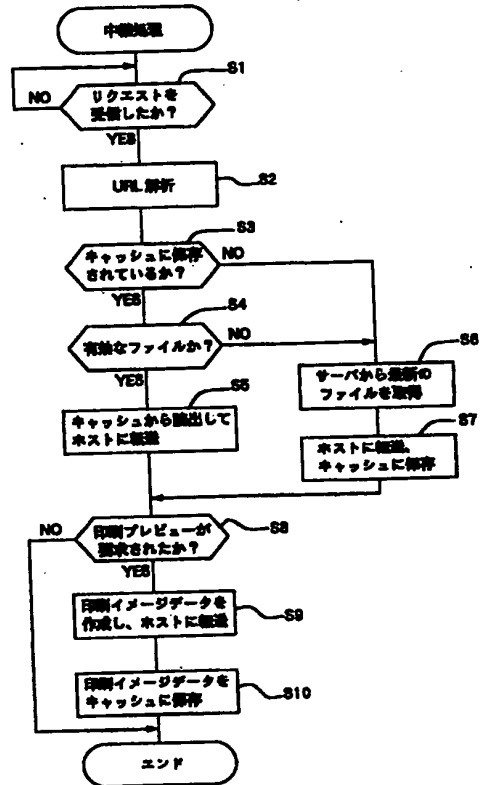 中継処理
S1
リクエストを
受信したか？
NO
YES
URL解析
S2
S3
キャッシュに保存
されているか？
NO
YES
S4
有効なファイルか？
NO
YES
S5
キャッシュから読出して
ホストに転送
S6
サーバから最新の
ファイルを取得
S7
ホストに転送、
キャッシュに保存
S8
印刷プレビューが
要求されたか？
NO
YES
印刷イメージデータを
作成し、ホストに転送
S9
印刷イメージデータを
キャッシュに保存
S10
エンド